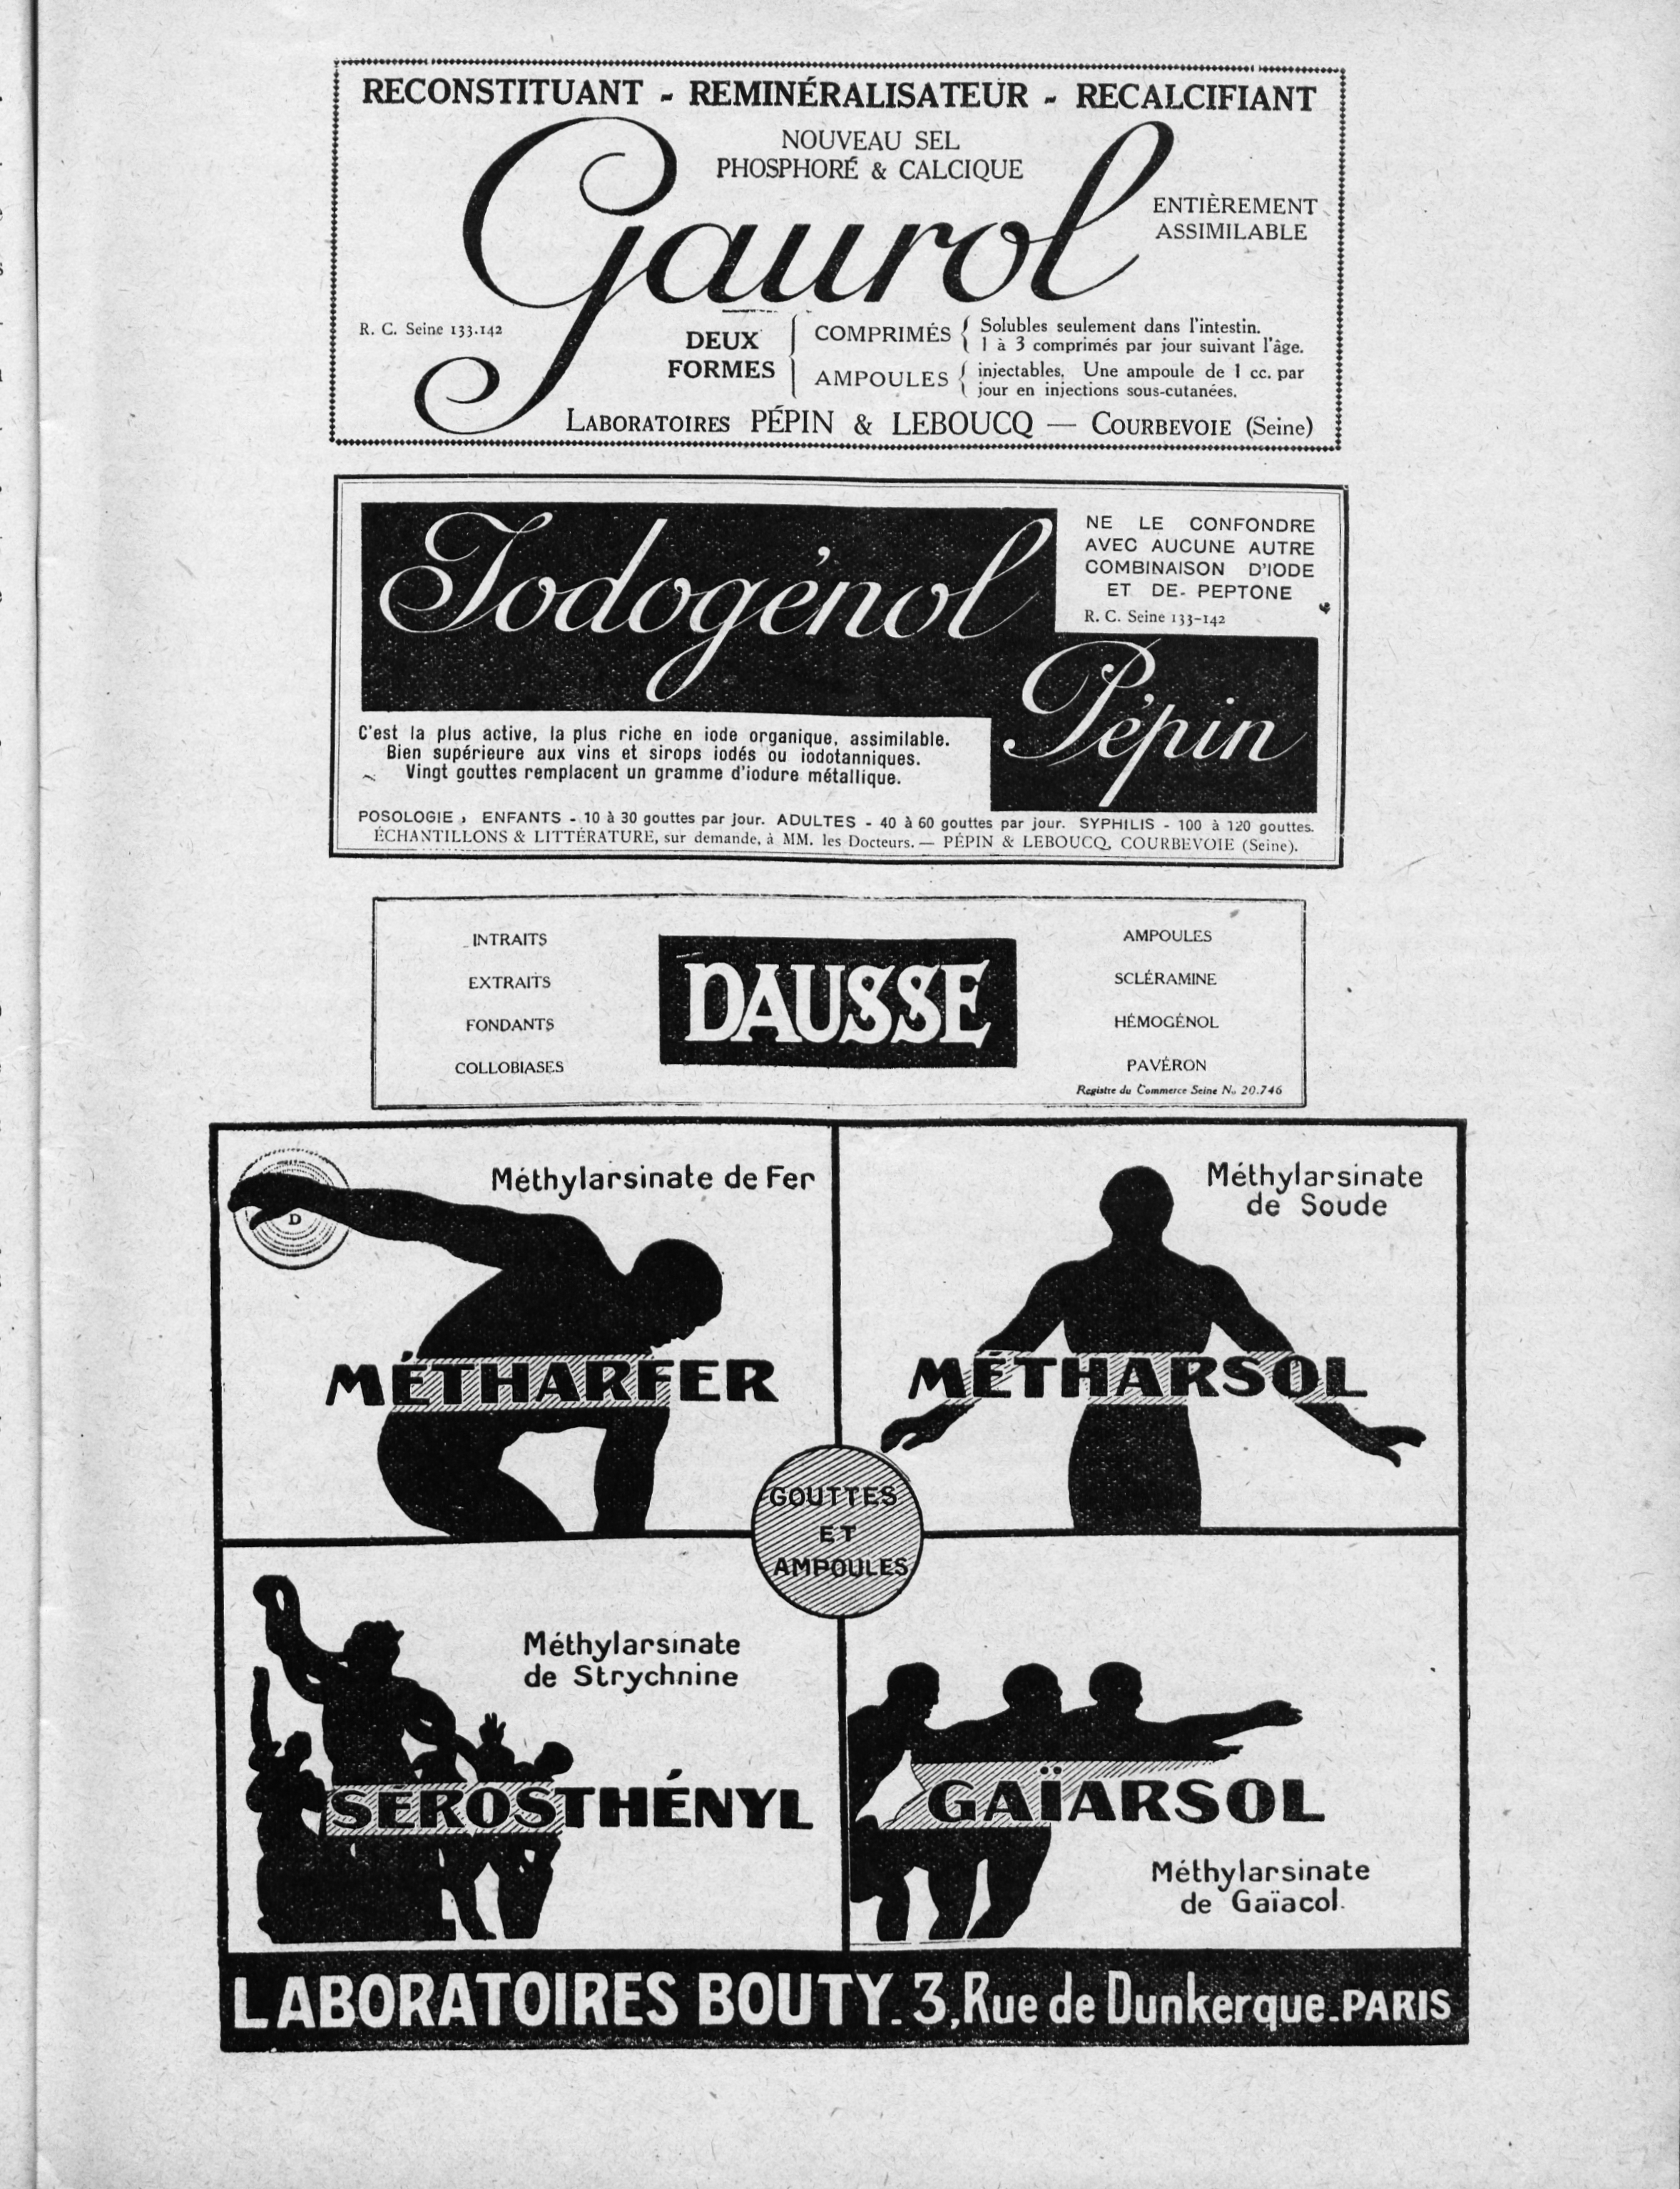 RECONSTITUANT - REMINÉRALISATEUR - RECALCIFIANT
NOUVEAU SEL
PHOSPHORÉ & CALCIQUE
Gaurol
ENTIÈREMENT
ASSIMILABLE
R. C. Seine 133.142
DEUX
FORMES
COMPRIMÉS
Solubles seulement dans l'intestin.
1 à 3 comprimés par jour suivant l'âge.
AMPOULES
injectables. Une ampoule de 1 cc. par
jour en injections sous-cutanées.
LABORATOIRES PÉPIN & LEBOUCQ — COURBEVOIE (Seine)
Iodogénol
Pépin
NE LE CONFONDRE
AVEC AUCUNE AUTRE
COMBINAISON D'IODE
ET DE- PEPTONE
R. C. Seine 133-142
C'est la plus active, la plus riche en iode organique, assimilable.
Bien supérieure aux vins et sirops iodés ou iodotanniques.
Vingt gouttes remplacent un gramme d'iodure métallique.
POSOLOGIE : ENFANTS - 10 à 30 gouttes par jour. ADULTES - 40 à 60 gouttes par jour. SYPHILIS - 100 à 120 gouttes.
ÉCHANTILLONS & LITTÉRATURE, sur demande, à MM. les Docteurs. — PÉPIN & LEBOUCQ, COURBEVOIE (Seine).
INTRAITS
EXTRAITS
FONDANTS
COLLOBIASES
DAUSSE
AMPOULES
SCLÉRAMINE
HÉMOGÉNOL
PAVÉRON
Registre du Commerce Seine No 20.746
Méthylarsinate de Fer
D
MÉTHARFER
Méthylarsinate
de Soude
MÉTHARSOL
GOUTTES
ET
AMPOULES
Méthylarsinate
de Strychnine
SÉROSTHÉNYL
GAÏARSOL
Méthylarsinate
de Gaïacol.
LABORATOIRES BOUTY_3,Rue de Dunkerque_PARIS